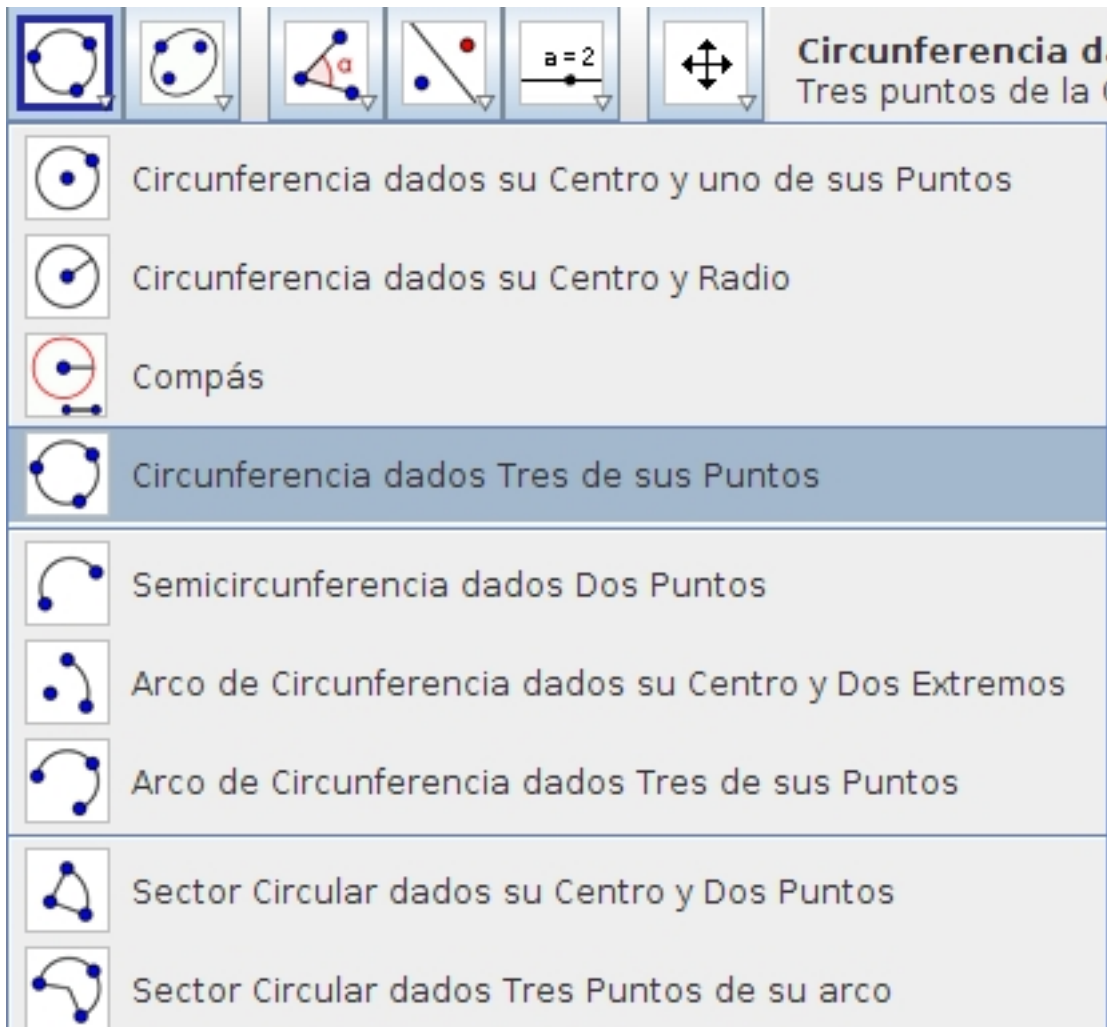 α
a = 2
Circunferencia
Tres puntos de la
Circunferencia dados su Centro y uno de sus Puntos
Circunferencia dados su Centro y Radio
Compás
Circunferencia dados Tres de sus Puntos
Semicircunferencia dados Dos Puntos
Arco de Circunferencia dados su Centro y Dos Extremos
Arco de Circunferencia dados Tres de sus Puntos
Sector Circular dados su Centro y Dos Puntos
Sector Circular dados Tres Puntos de su arco